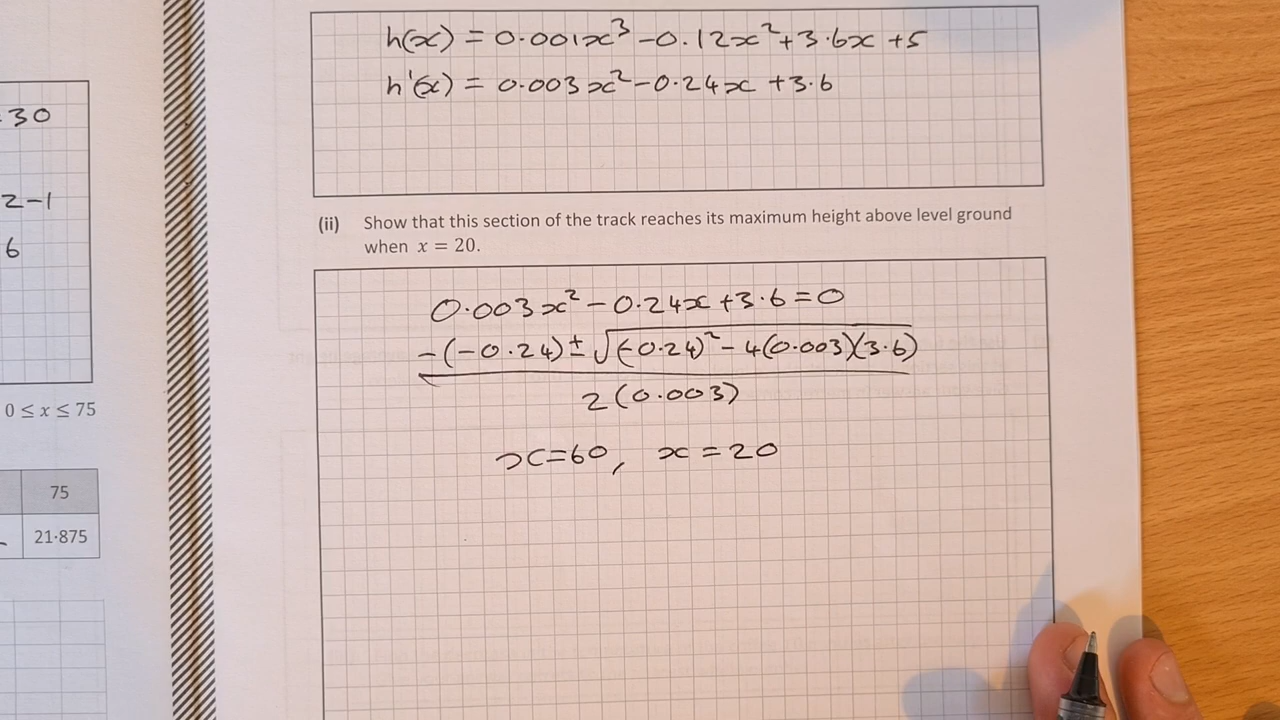 30
2-1
6
0 ≤ x ≤ 75
75
21·875
h(x) = 0.001x³ -0.12x² +3.6x +5
h'(x) = 0.003x² -0.24x +3.6
(ii) Show that this section of the track reaches its maximum height above level ground
when x = 20.
0.003x² - 0.24x +3.6 = 0
-(-0.24) ± √(-0.24)² - 4(0.003)(3.6)
2(0.003)
x=60, x = 20